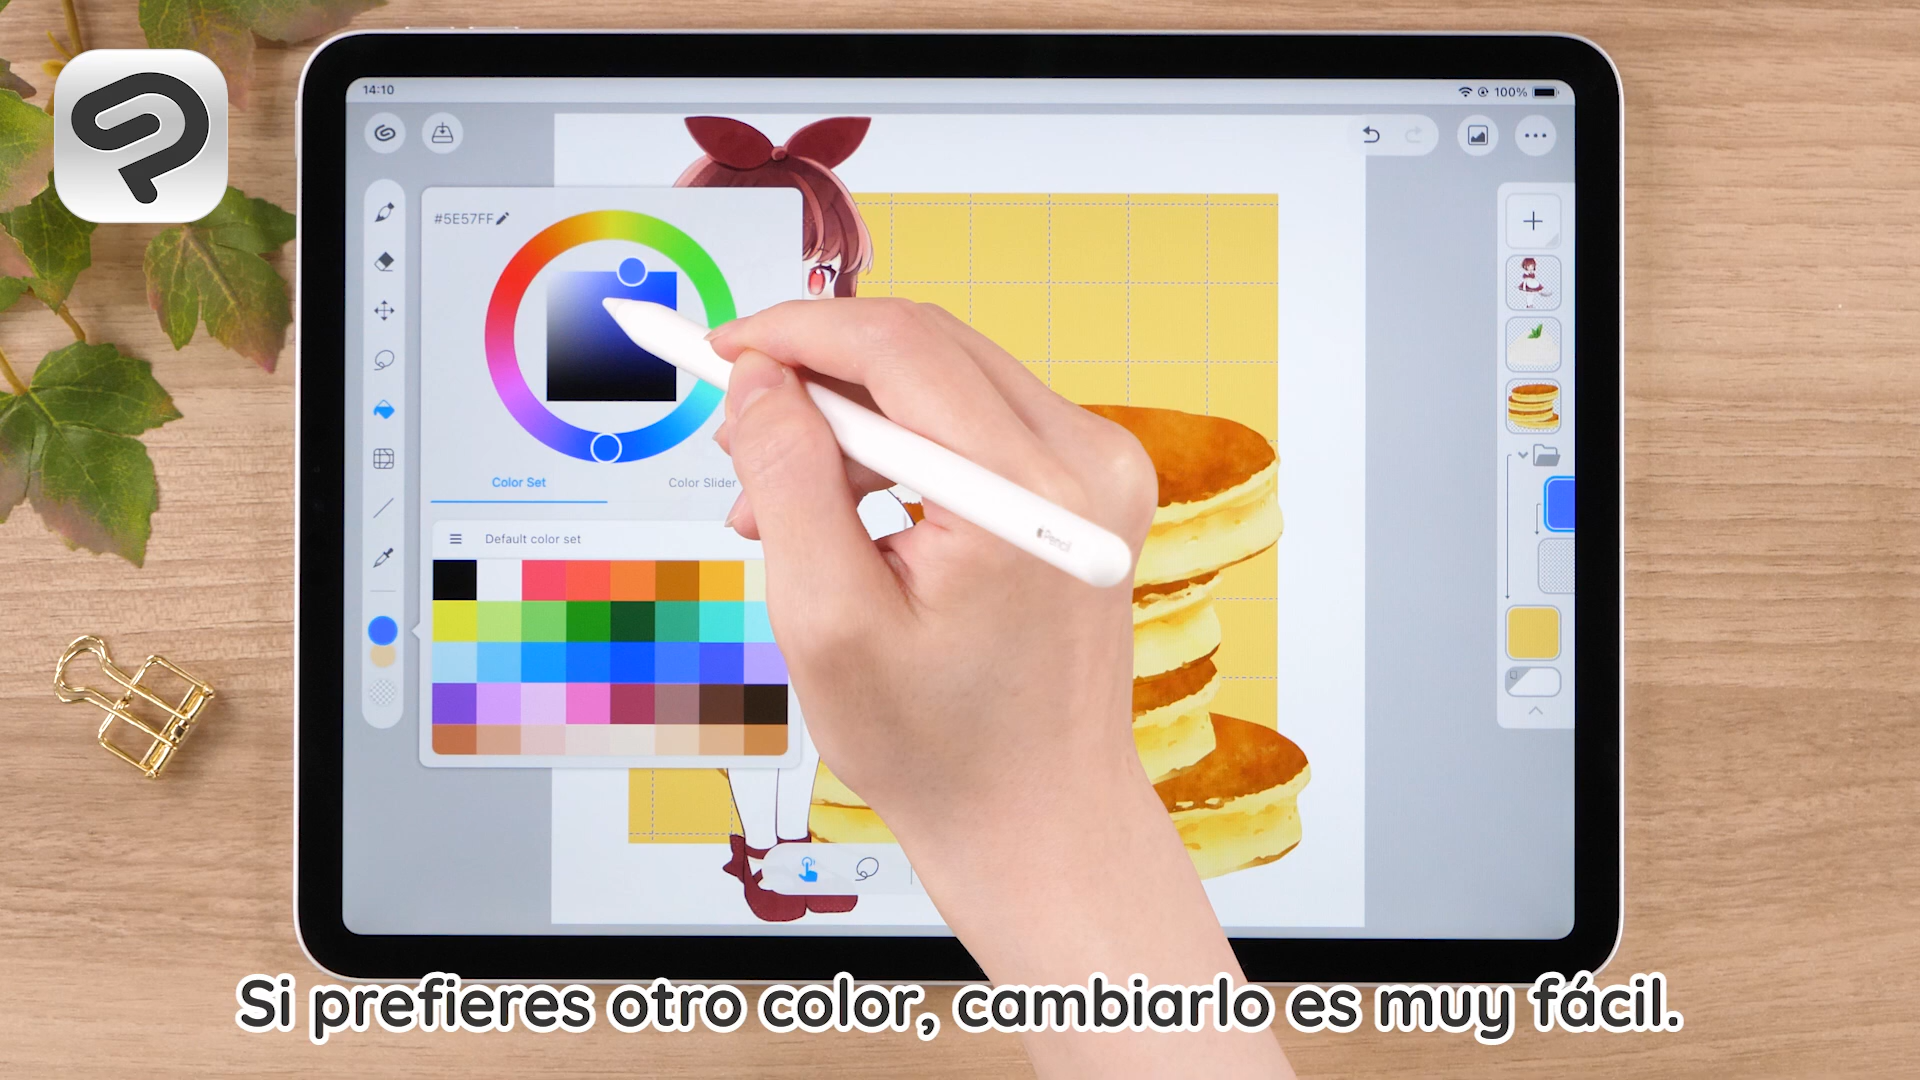 14:10
100%
#5E57FF
Color Set
Color Slider
Default color set
Pencil
Si prefieres otro color, cambiarlo es muy fácil.